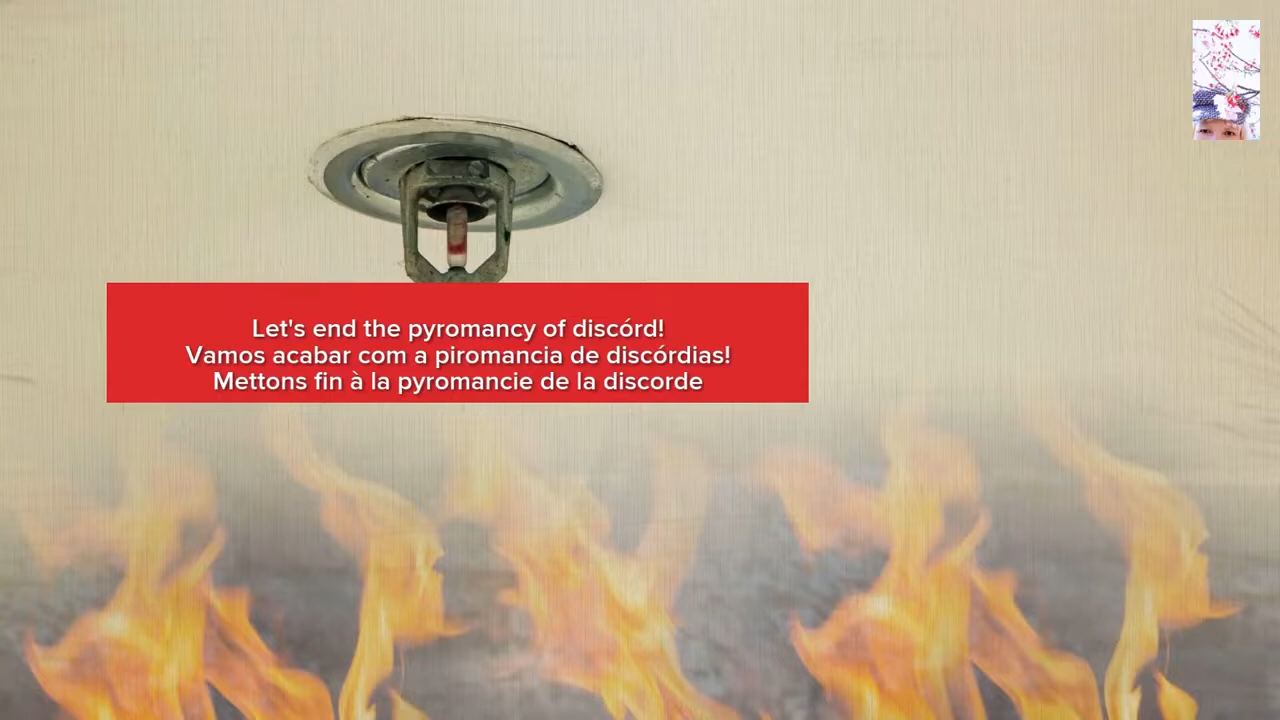 Let's end the pyromancy of discórd!
Vamos acabar com a piromancia de discórdias!
Mettons fin à la pyromancie de la discorde